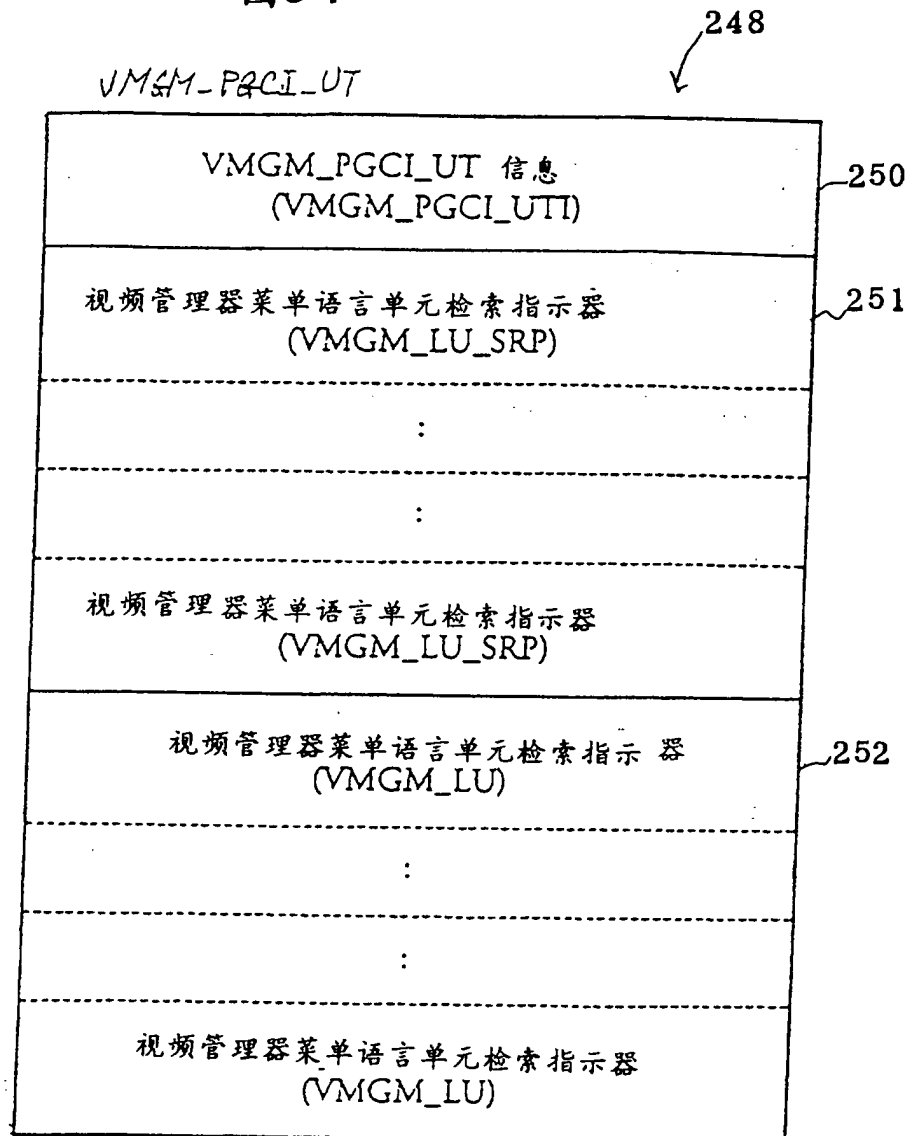 248
VMGM_PGCI_UT
VMGM_PGCI_UT 信息
(VMGM_PGCI_UTI)
250
视频管理器菜单语言单元检索指示器
(VMGM_LU_SRP)
251
:
:
视频管理器菜单语言单元检索指示器
(VMGM_LU_SRP)
视频管理器菜单语言单元检索指示 器
(VMGM_LU)
252
:
:
视频管理器菜单语言单元检索指示器
(VMGM_LU)